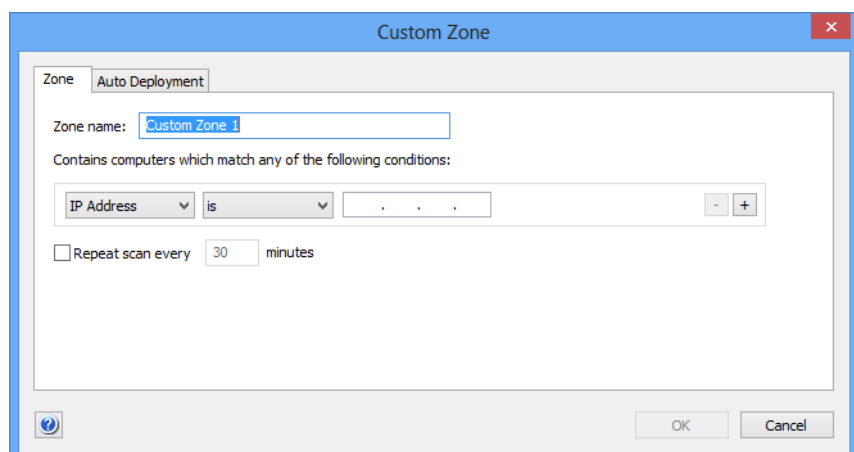 Custom Zone
Zone Auto Deployment
Zone name: Custom Zone 1
Contains computers which match any of the following conditions:
IP Address is . . . - +
Repeat scan every 30 minutes
? OK Cancel